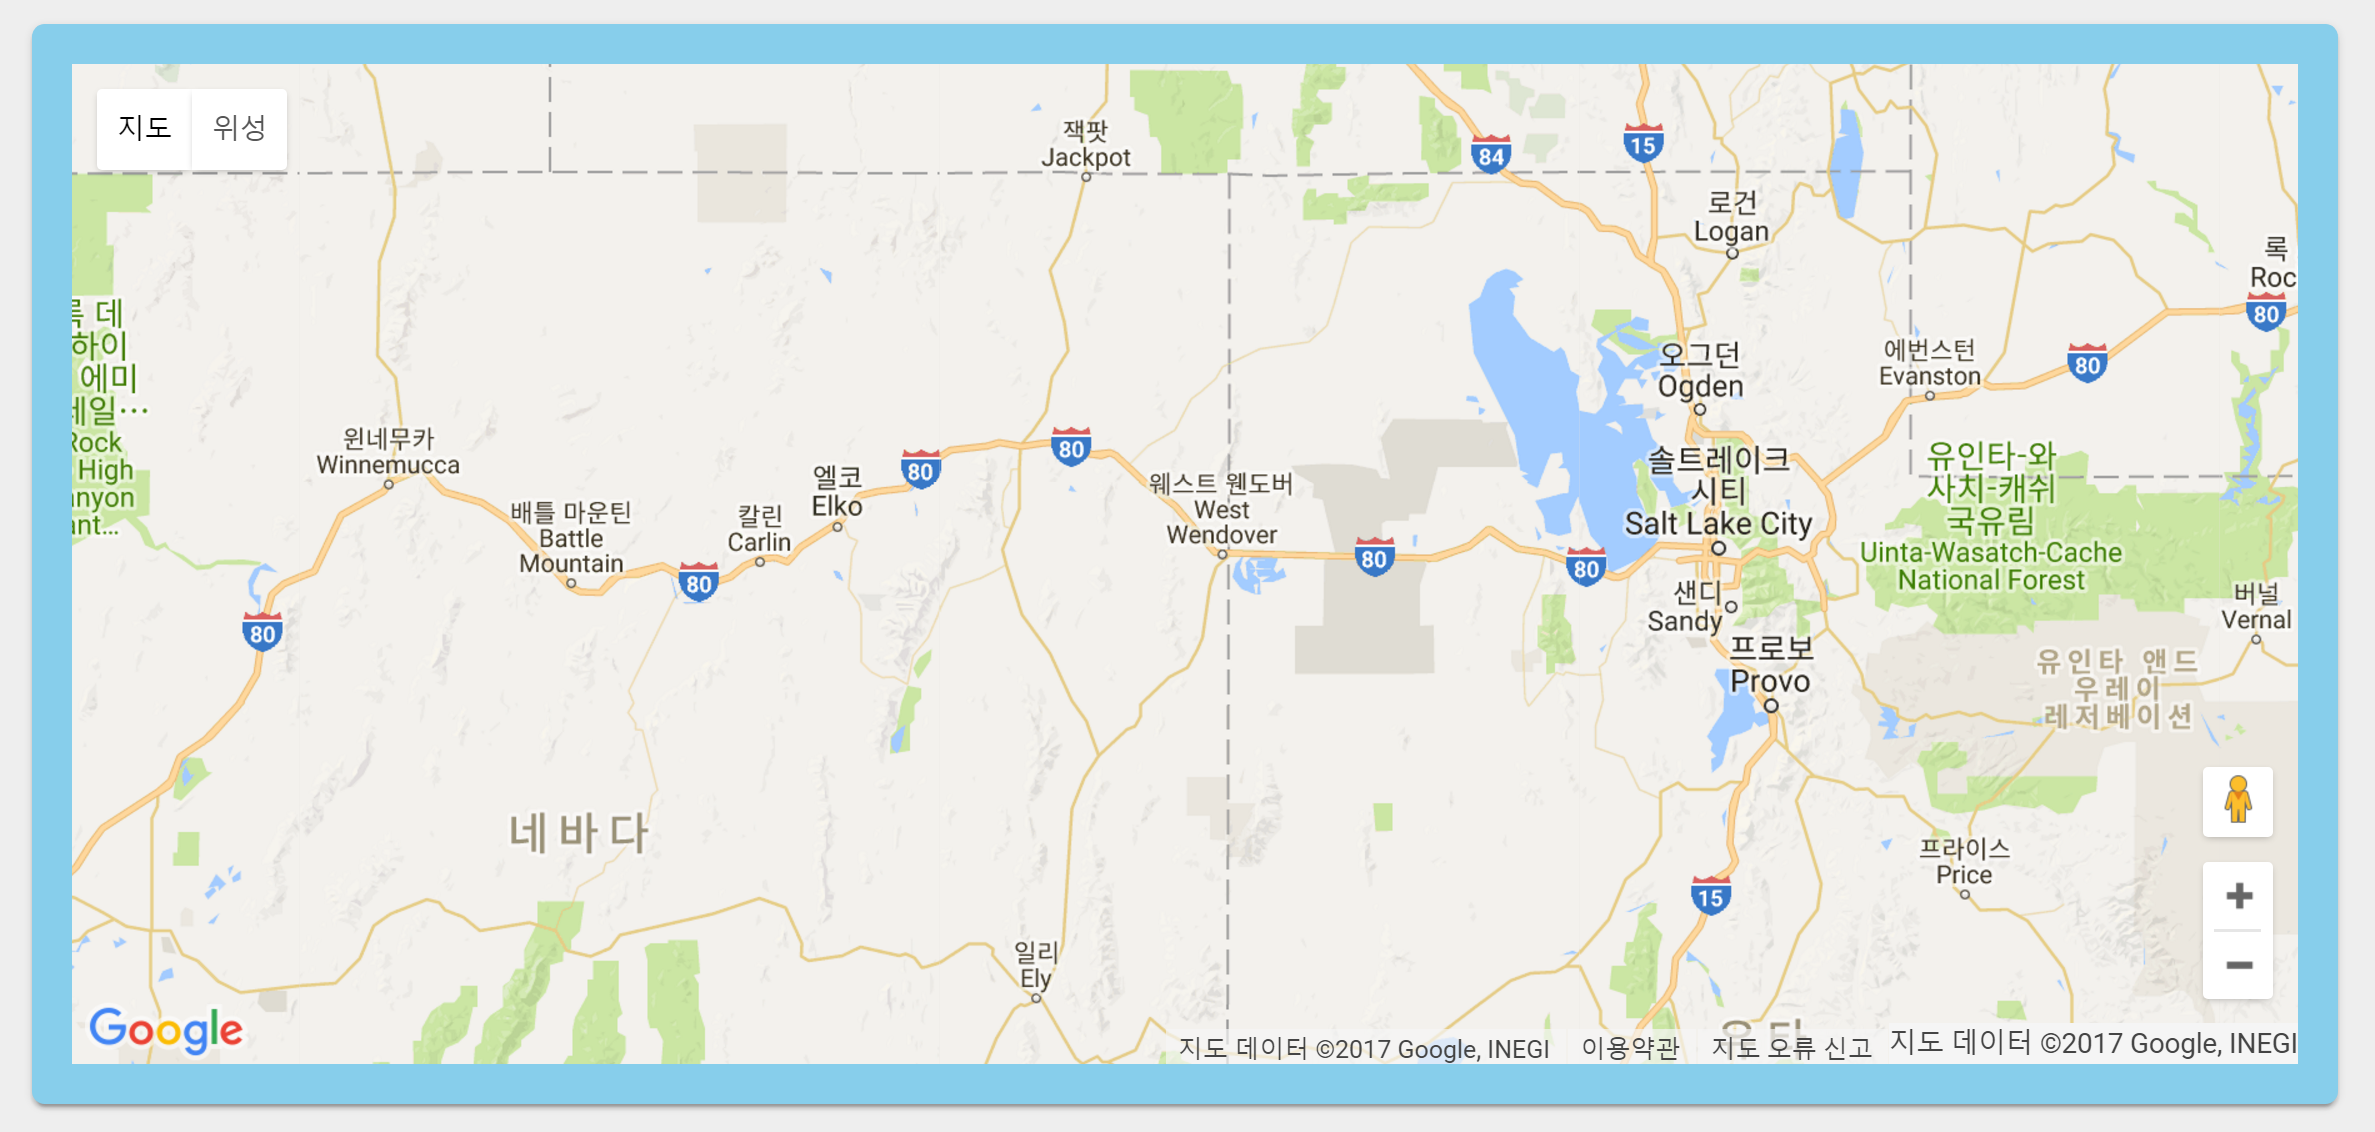 지도
위성
잭팟
Jackpot
84
15
로건
Logan
록
Roc
80
데
하이
에미
Rock
High
ant...
오그던
Ogden
에번스턴
Evanston
80
윈네무카
Winnemucca
엘코
Elko
80
80
웨스트 웬도버
West
Wendover
솔트레이크
시티
Salt Lake City
유인타-와
사치-캐쉬
국유림
Uinta-Wasatch-Cache
National Forest
배틀 마운틴
Battle
Mountain
칼린
Carlin
80
80
80
80
샌디
Sandy
버널
Vernal
프로보
Provo
유인타 앤드
우레이
레저베이션
네바다
프라이스
Price
15
일리
Ely
유타
Google
지도 데이터 ©2017 Google, INEGI
이용약관
지도 오류 신고
지도 데이터 ©2017 Google, INEGI